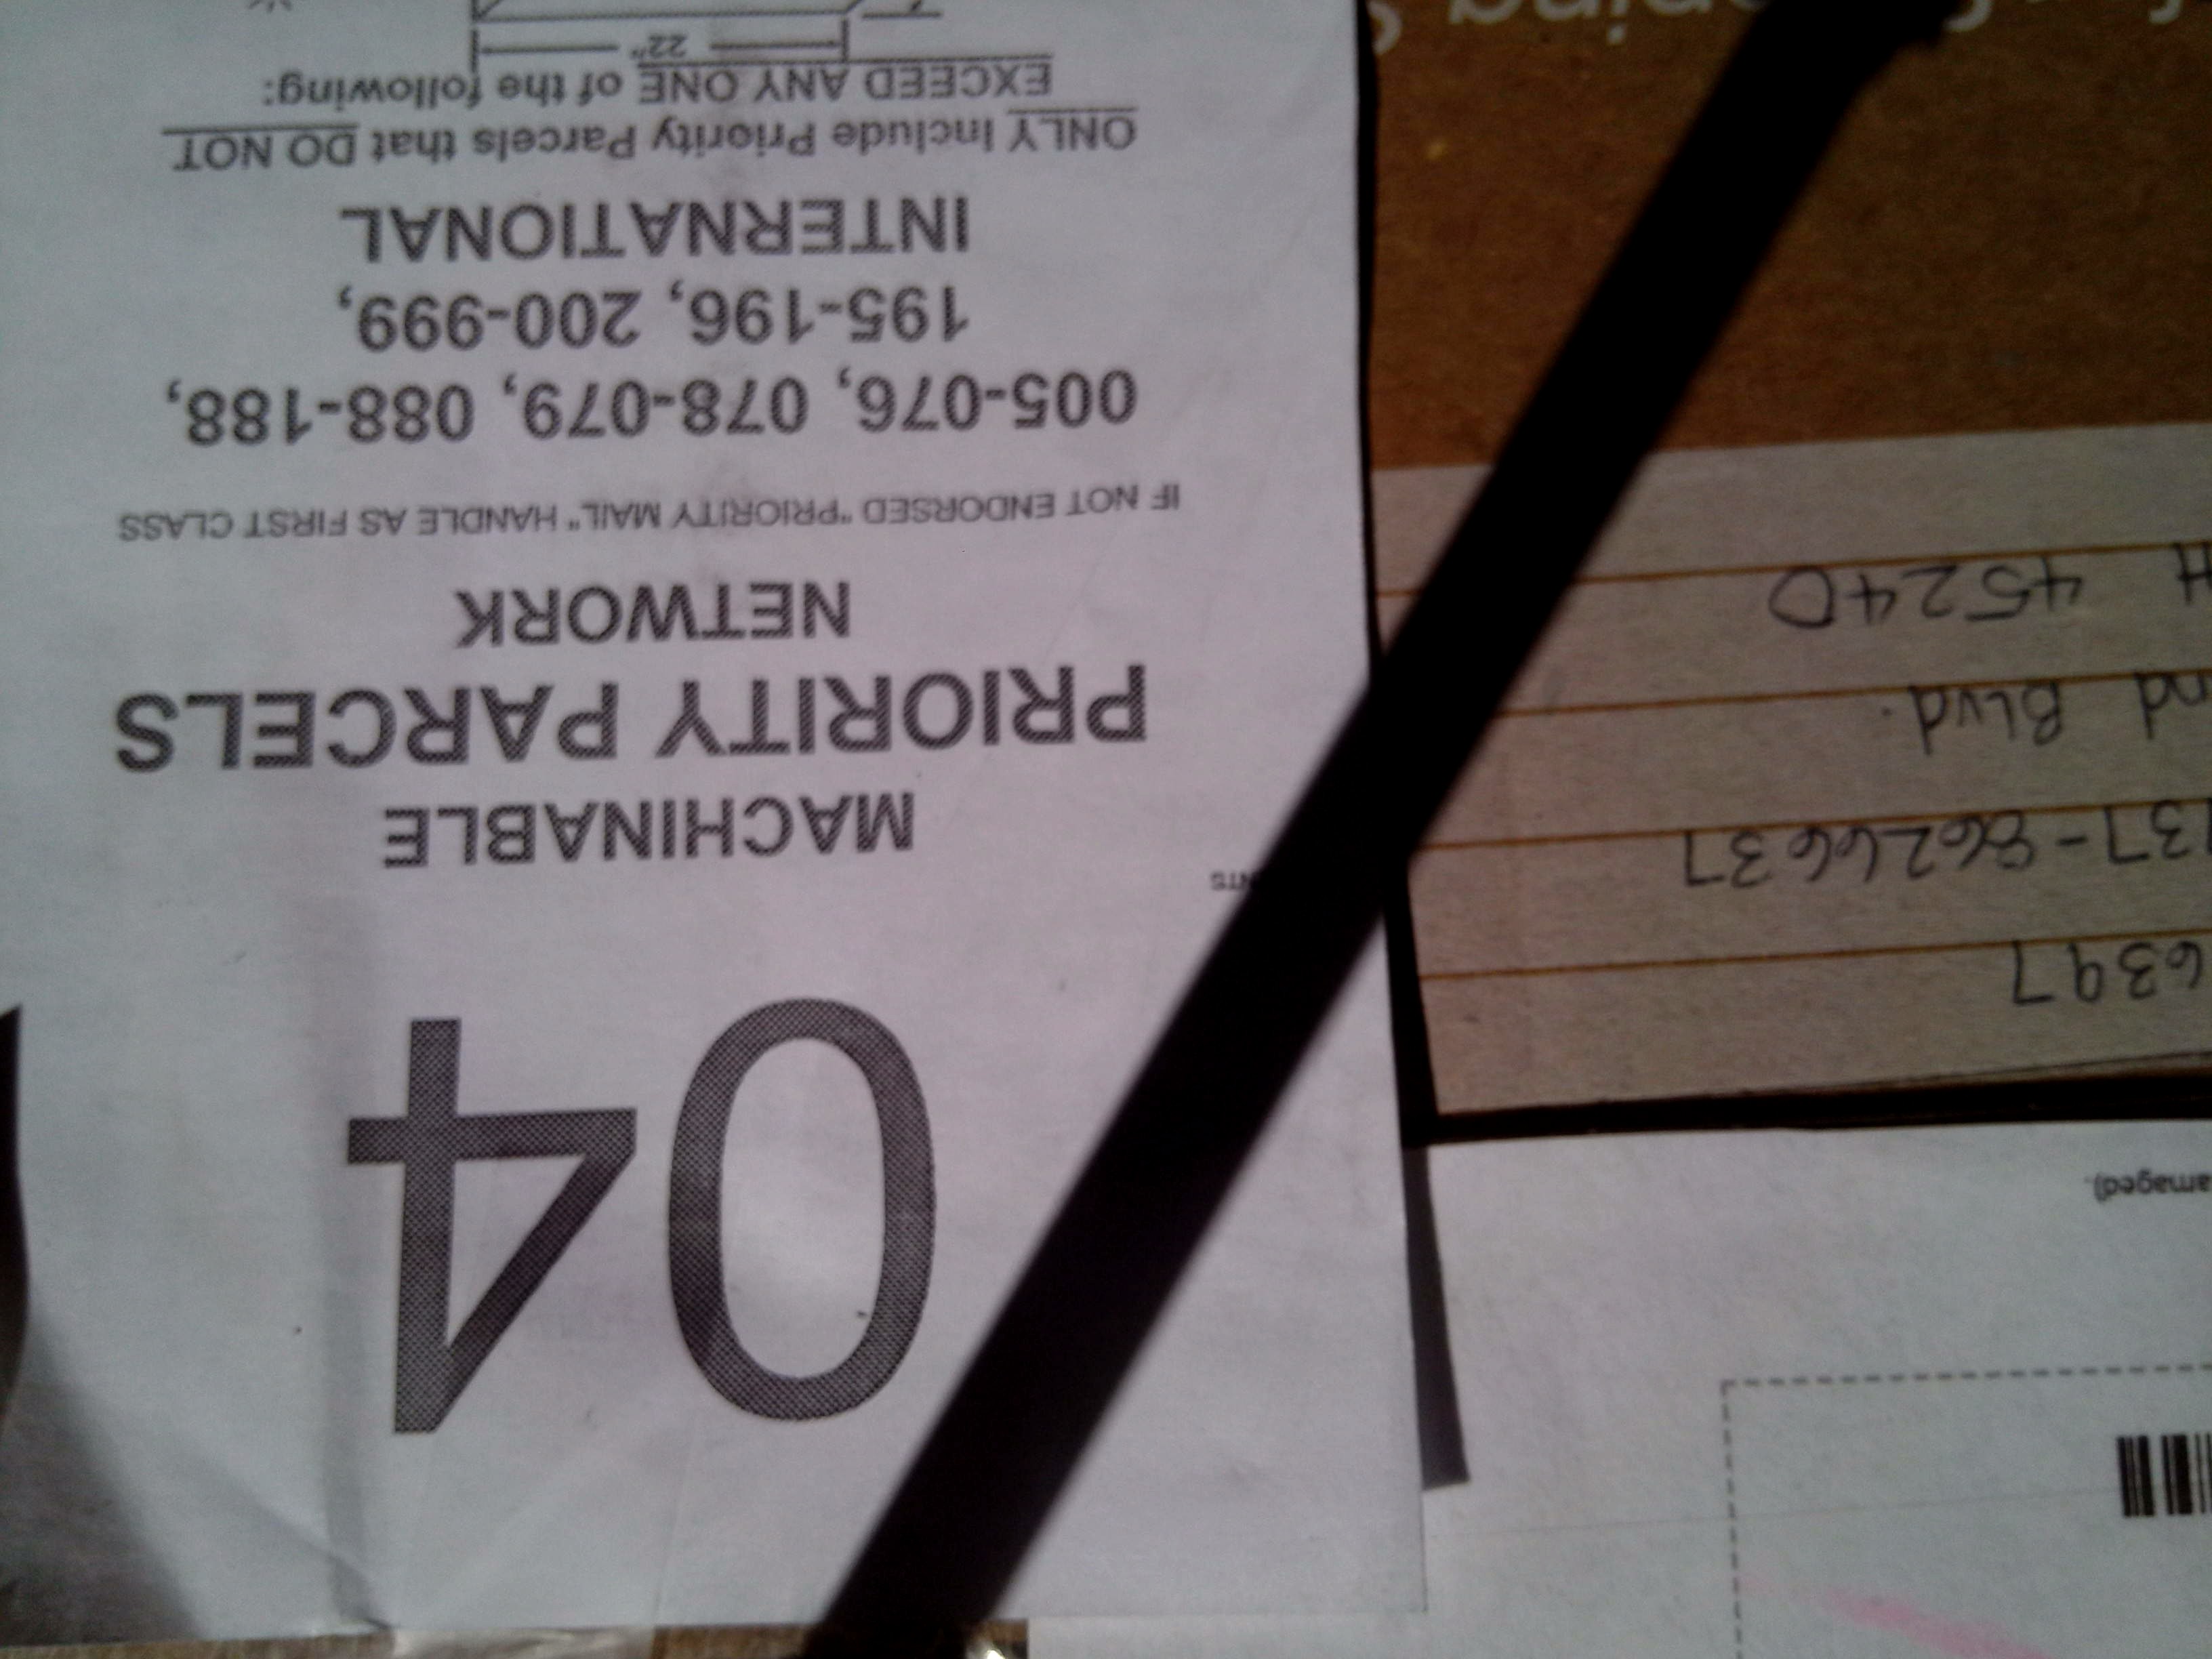 04
MACHINABLE
PRIORITY PARCELS
NETWORK
IF NOT ENDORSED "PRIORITY MAIL" HANDLE AS FIRST CLASS
005-076, 078-079, 088-188,
195-196, 200-999,
INTERNATIONAL
ONLY Include Priority Parcels that DO NOT
EXCEED ANY ONE of the following:
22"
amaged).
6397
37-8626637
nd Blvd.
H 45240